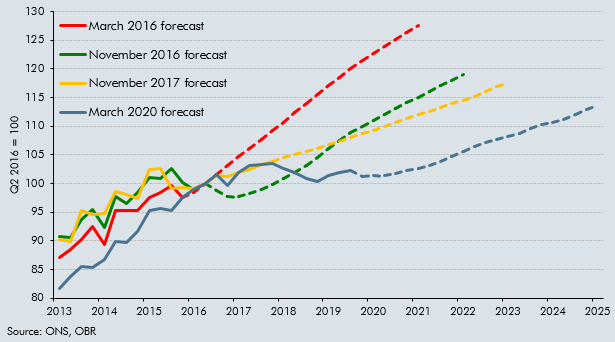 130
125
120
115
110
105
100
95
90
85
80
Q2 2016 = 100
March 2016 forecast
November 2016 forecast
November 2017 forecast
March 2020 forecast
2013 2014 2015 2016 2017 2018 2019 2020 2021 2022 2023 2024 2025
Source: ONS, OBR